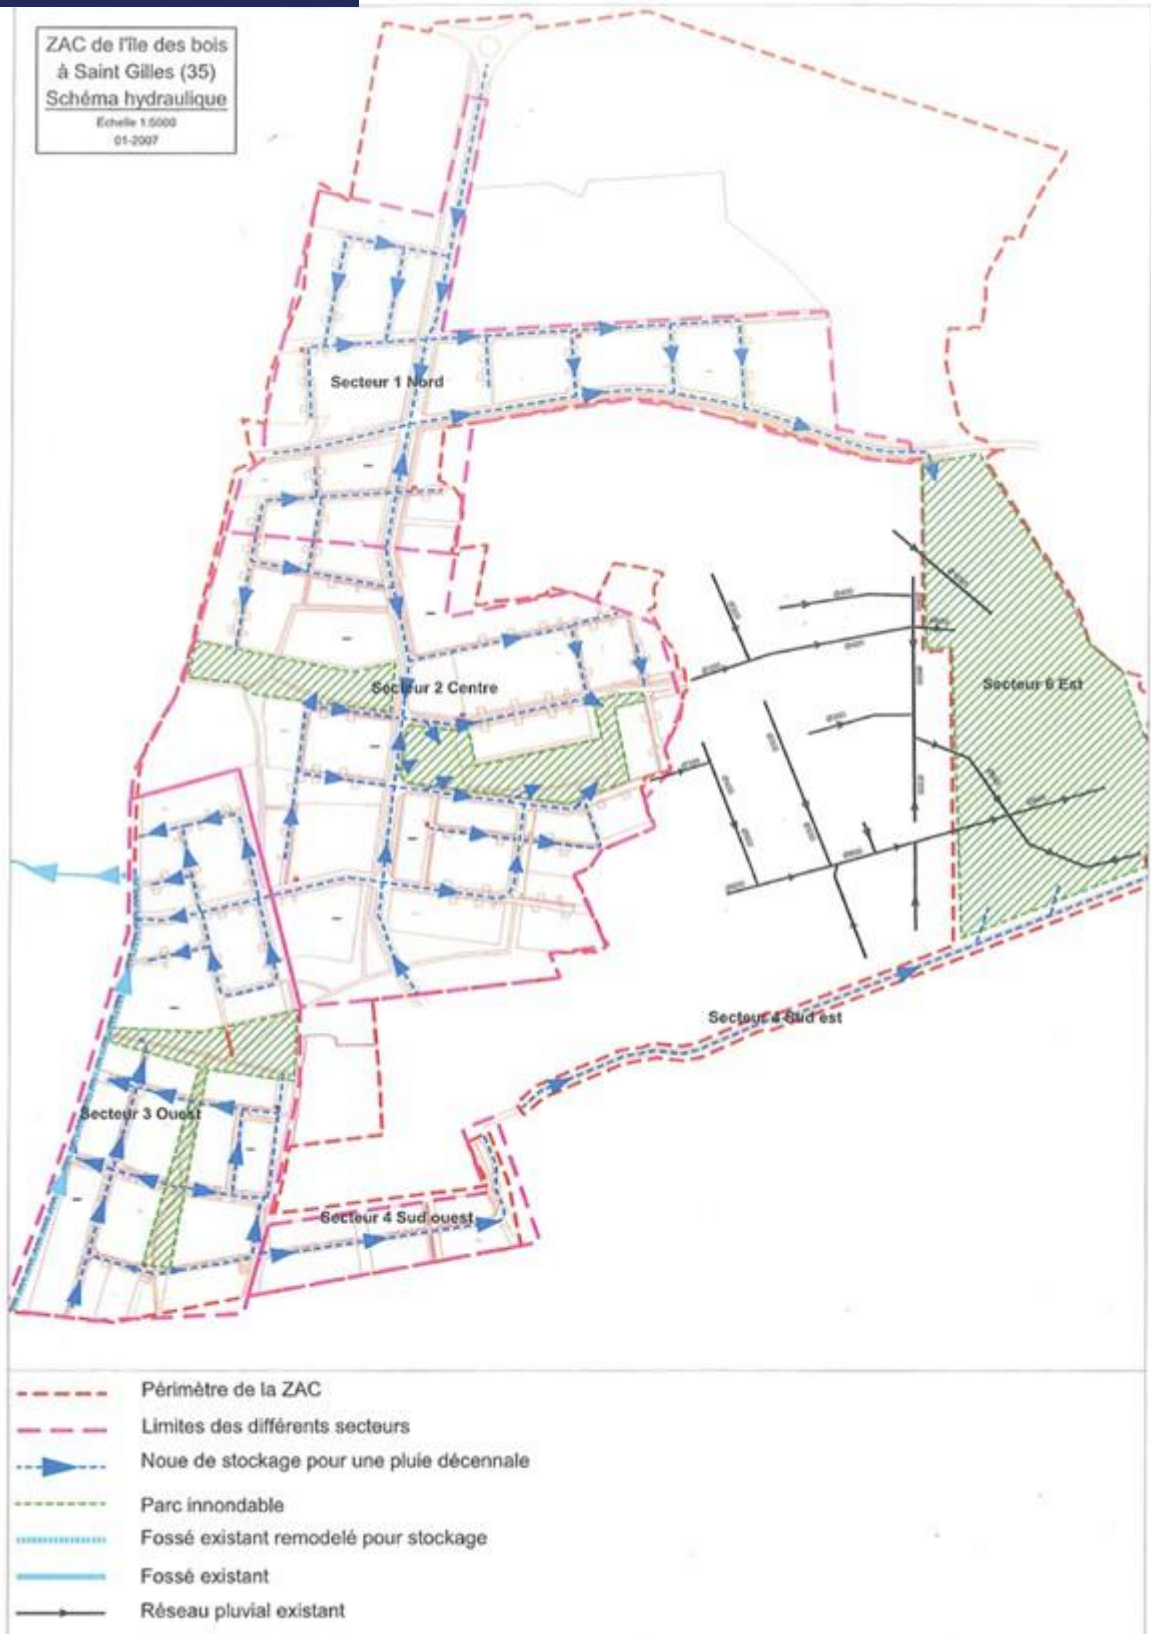 ZAC de l'île des bois
à Saint Gilles (35)
Schéma hydraulique
Echelle 1:5000
01-2007
Secteur 1 Nord
Secteur 2 Centre
Secteur 6 Est
Secteur 4 Sud est
Secteur 3 Ouest
Secteur 4 Sud ouest
Périmètre de la ZAC
Limites des différents secteurs
Noue de stockage pour une pluie décennale
Parc innondable
Fossé existant remodelé pour stockage
Fossé existant
Réseau pluvial existant